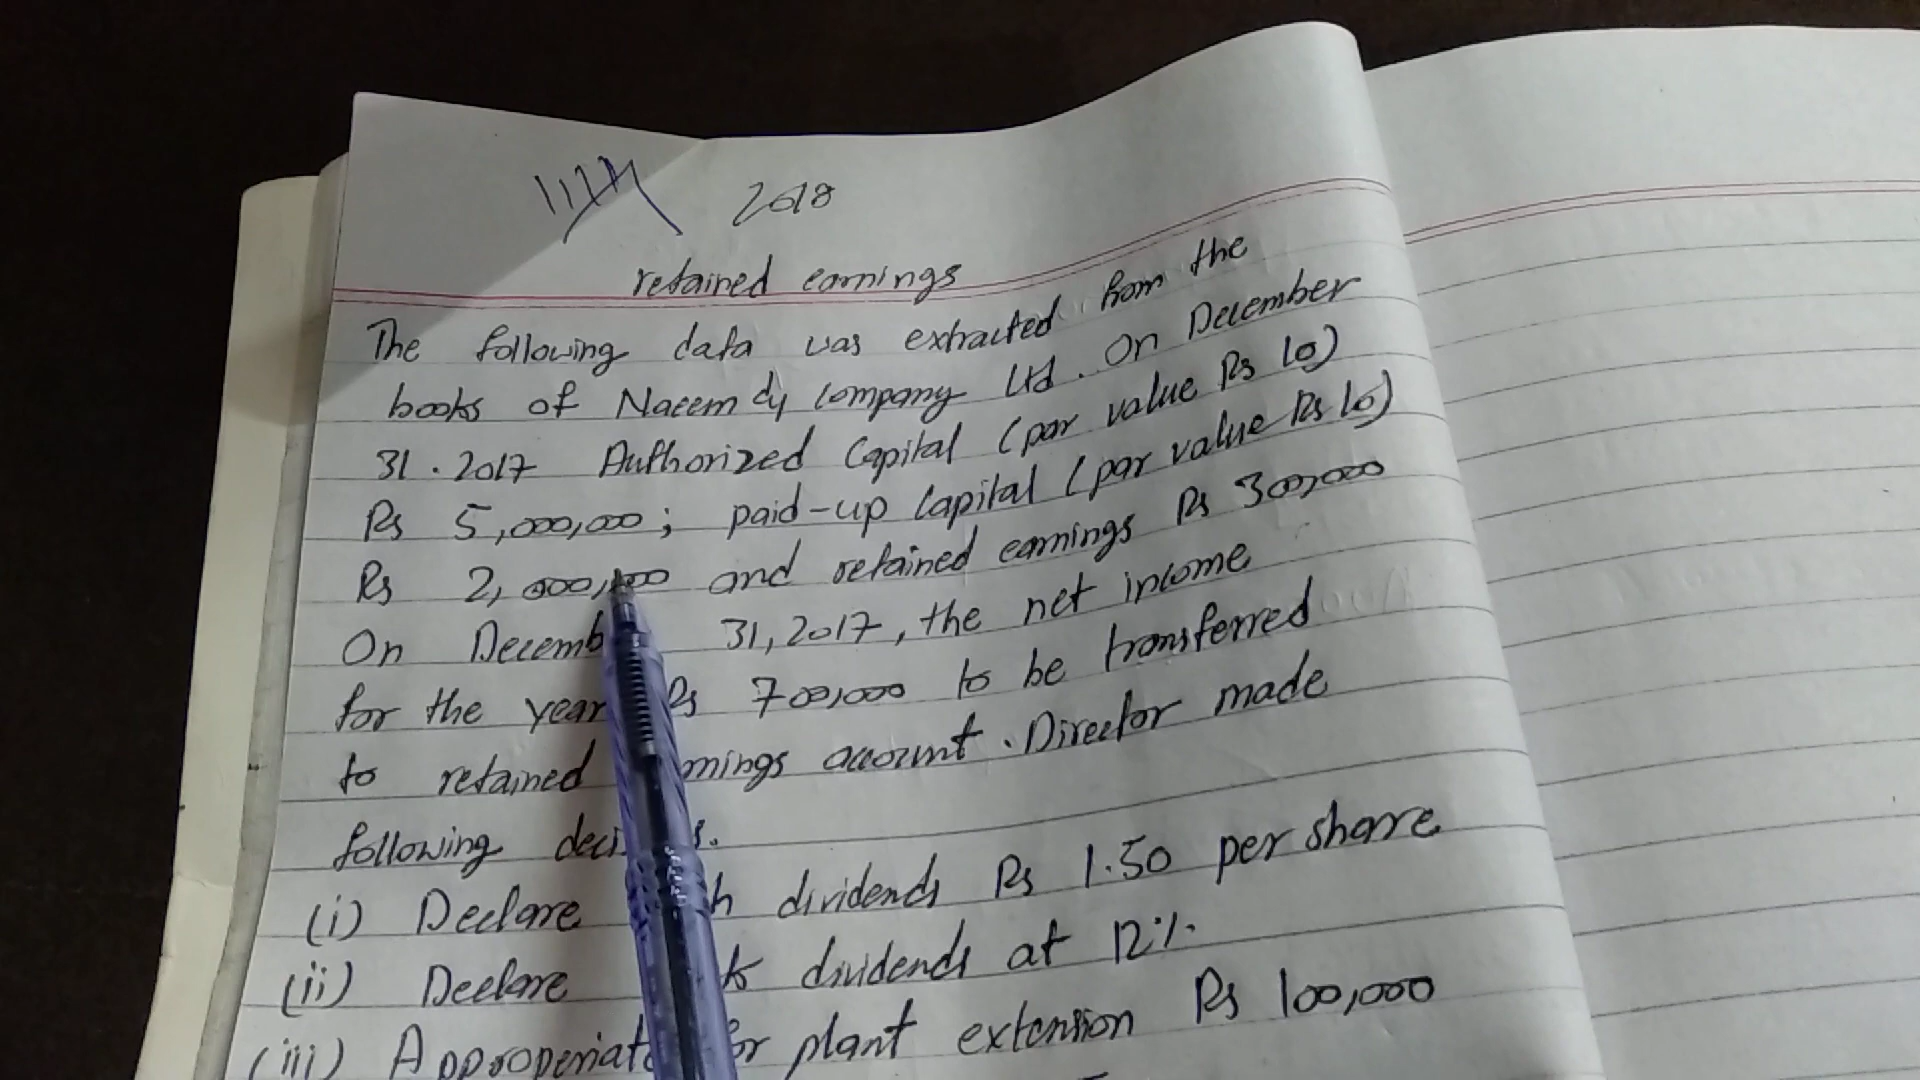 2018
retained earnings
The following data was extracted from the
books of Naeem dy company Ltd. On December
31.2017 Authorized Capital (par value Rs 10)
Rs 5,000,000; paid-up Capital (par value Rs 10)
Rs 2,000,000 and retained earnings Rs 300,000
On Decemb 31,2017, the net income
for the year Rs 700,000 to be transferred
to retained rnings account. Director made
following deci s.
(i) Declare h dividends Rs 1.50 per share
(ii) Declare k dividends at 12%.
(iii) Appropriat for plant extension Rs 100,000